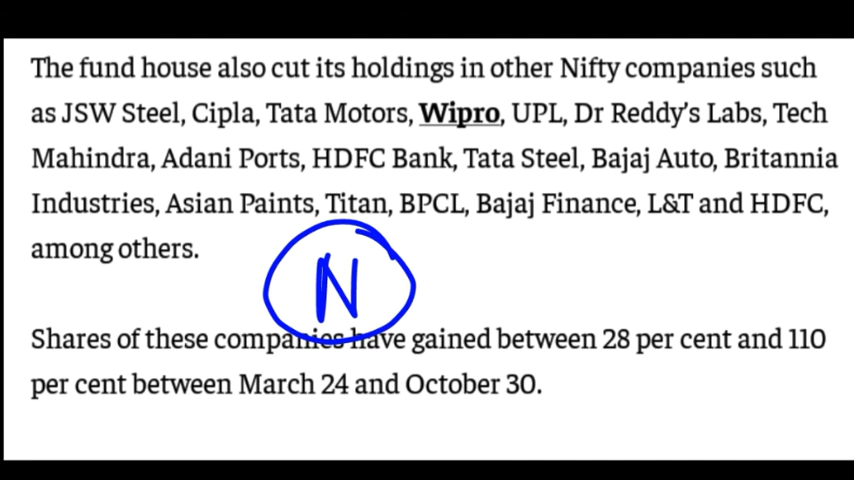 The fund house also cut its holdings in other Nifty companies such
as JSW Steel, Cipla, Tata Motors, Wipro, UPL, Dr Reddy's Labs, Tech
Mahindra, Adani Ports, HDFC Bank, Tata Steel, Bajaj Auto, Britannia
Industries, Asian Paints, Titan, BPCL, Bajaj Finance, L&T and HDFC,
among others.
N
Shares of these companies have gained between 28 per cent and 110
per cent between March 24 and October 30.